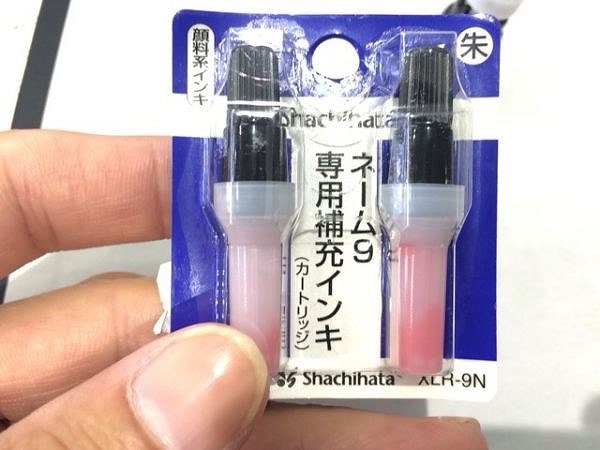 顔料系インキ
朱
Shachihata
ネーム9
専用補充インキ
(カートリッジ)
Shachihata
XLR-9N